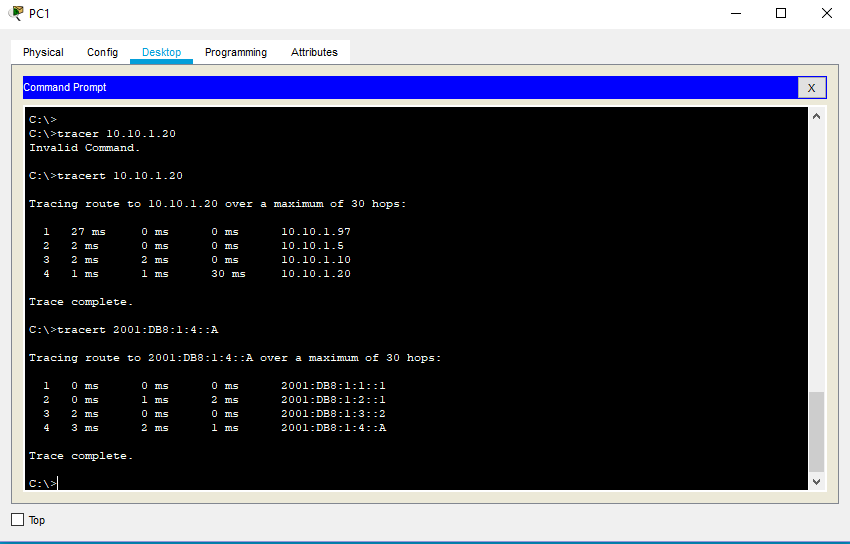 PC1
Physical Config Desktop Programming Attributes
Command Prompt X
C:\>
C:\>tracer 10.10.1.20
Invalid Command.
C:\>tracert 10.10.1.20
Tracing route to 10.10.1.20 over a maximum of 30 hops:
1 27 ms 0 ms 0 ms 10.10.1.97
2 2 ms 0 ms 0 ms 10.10.1.5
3 2 ms 2 ms 0 ms 10.10.1.10
4 1 ms 1 ms 30 ms 10.10.1.20
Trace complete.
C:\>tracert 2001:DB8:1:4::A
Tracing route to 2001:DB8:1:4::A over a maximum of 30 hops:
1 0 ms 0 ms 0 ms 2001:DB8:1:1::1
2 0 ms 1 ms 2 ms 2001:DB8:1:2::1
3 2 ms 0 ms 0 ms 2001:DB8:1:3::2
4 3 ms 2 ms 1 ms 2001:DB8:1:4::A
Trace complete.
C:\>
Top